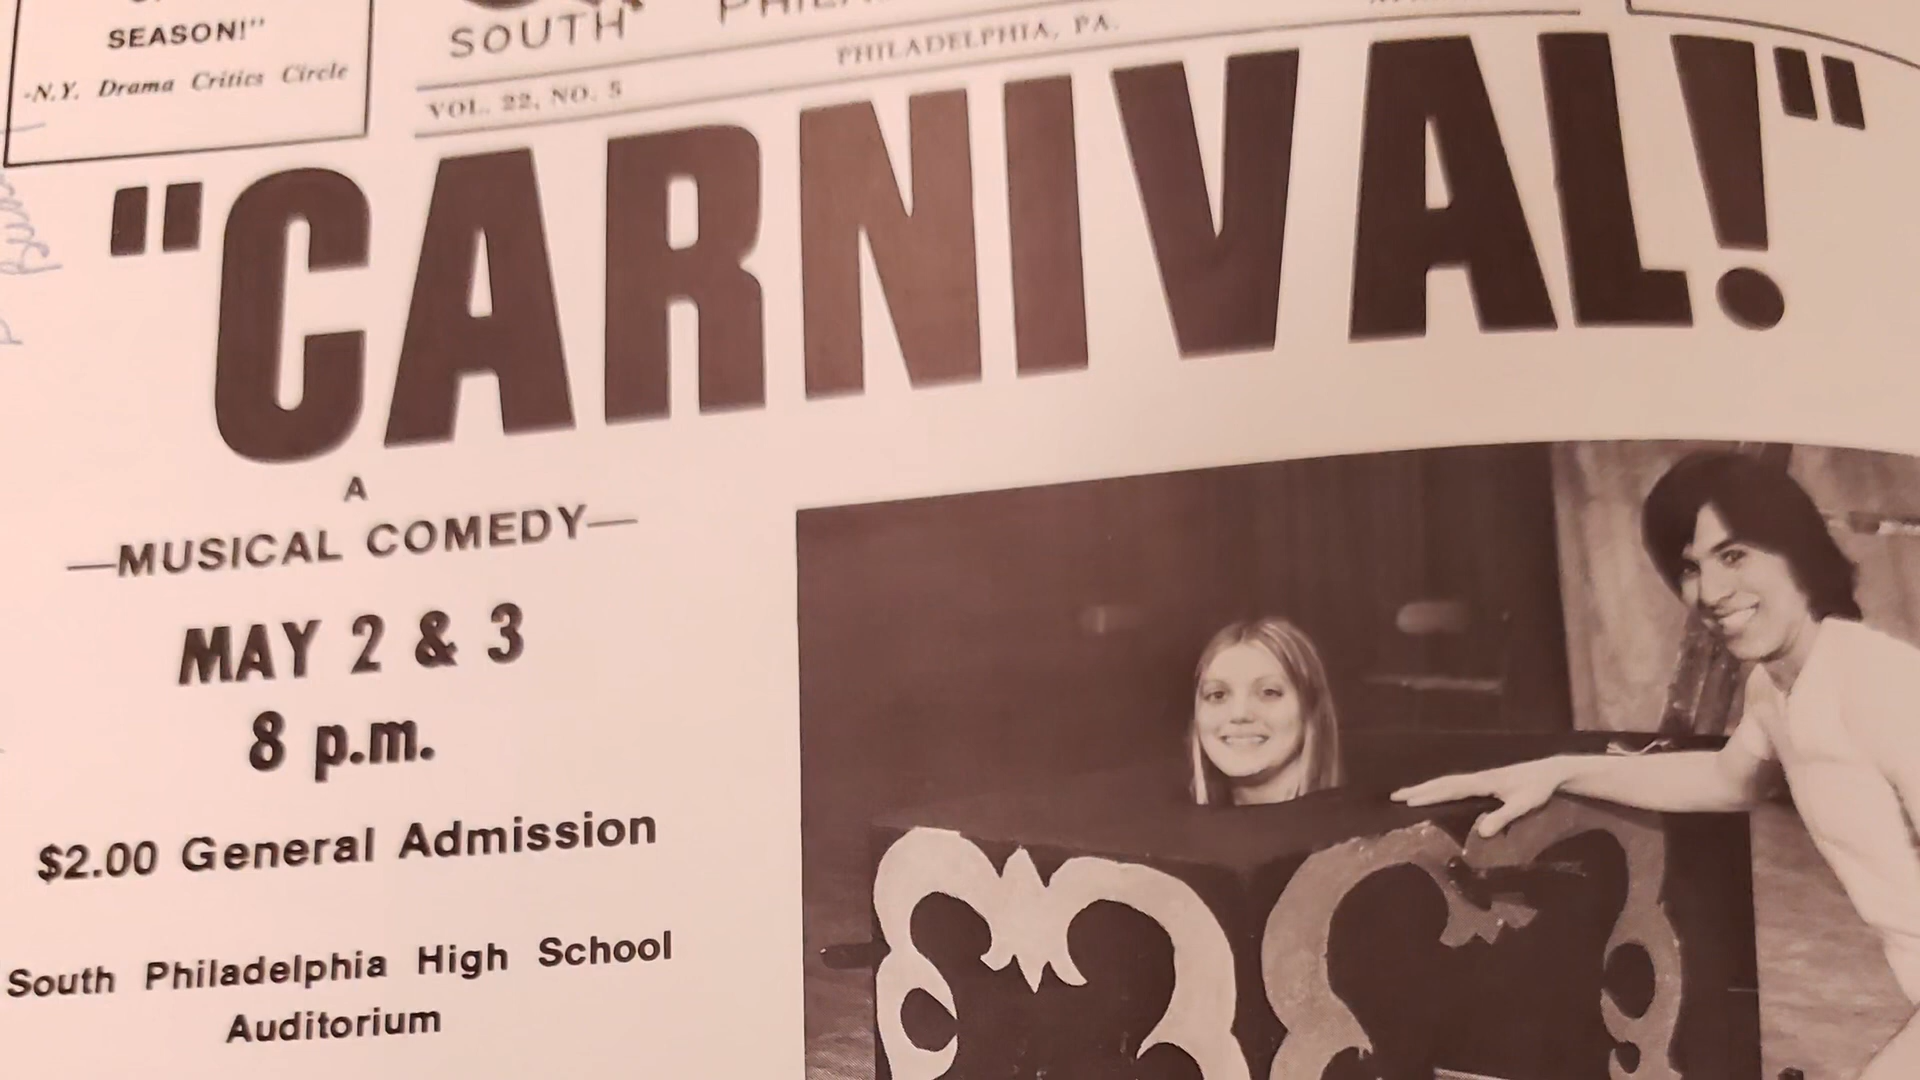 SEASON!"
-N.Y. Drama Critics Circle
SOUTH
PHILADELPHIA, PA.
VOL. 22, NO. 5
"CARNIVAL!"
A
—MUSICAL COMEDY—
MAY 2 & 3
8 p.m.
$2.00 General Admission
South Philadelphia High School
Auditorium